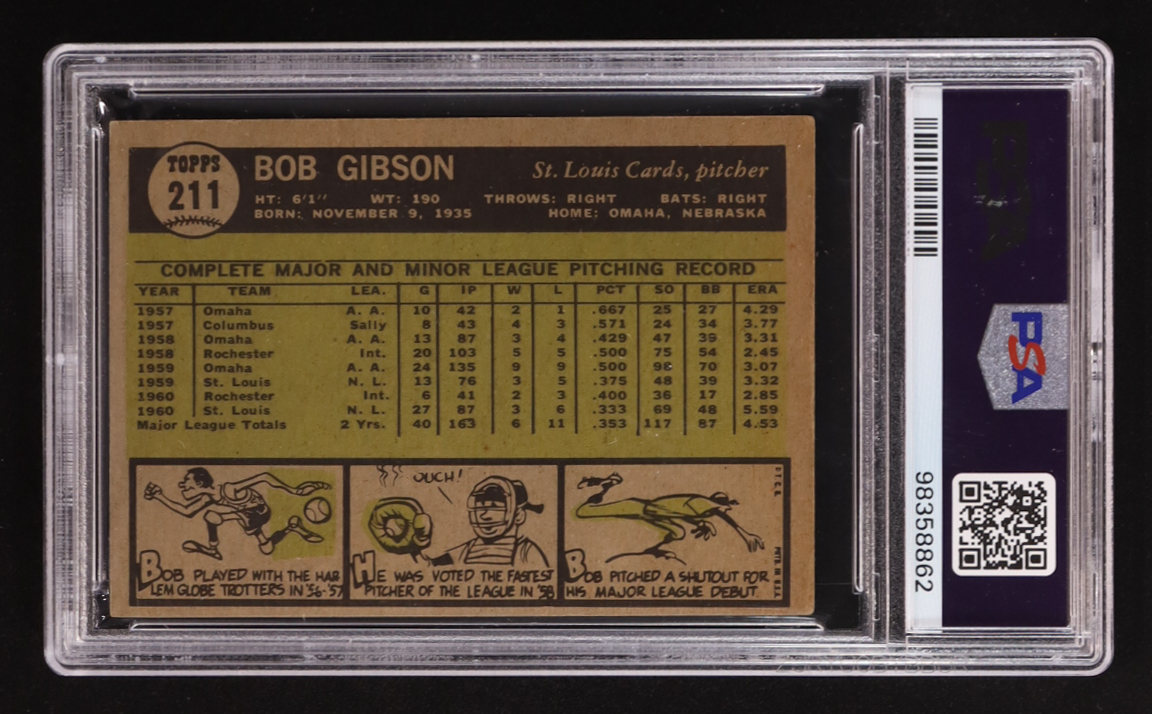 TOPPS
211
BOB GIBSON
St. Louis Cards, pitcher
HT: 6'1" WT: 190 THROWS: RIGHT BATS: RIGHT
BORN: NOVEMBER 9, 1935 HOME: OMAHA, NEBRASKA
COMPLETE MAJOR AND MINOR LEAGUE PITCHING RECORD
YEAR TEAM LEA. G IP W L PCT SO BB ERA
1957 Omaha A. A. 10 42 2 1 .667 25 27 4.29
1957 Columbus Sally 8 43 4 3 .571 24 34 3.77
1958 Omaha A. A. 13 87 3 4 .429 47 39 3.31
1958 Rochester Int. 20 103 5 5 .500 75 54 2.45
1959 Omaha A. A. 24 135 9 9 .500 98 70 3.07
1959 St. Louis N. L. 13 76 3 5 .375 48 39 3.32
1960 Rochester Int. 6 41 2 3 .400 36 17 2.85
1960 St. Louis N. L. 27 87 3 6 .333 69 48 5.59
Major League Totals 2 Yrs. 40 163 6 11 .353 117 87 4.53
BOB PLAYED WITH THE HAR
LEM GLOBE TROTTERS IN '56-'57
OUCH!
HE WAS VOTED THE FASTEST
PITCHER OF THE LEAGUE IN '58
BOB PITCHED A SHUTOUT FOR
HIS MAJOR LEAGUE DEBUT.
PTD. IN U.S.A.
PSA
98358862